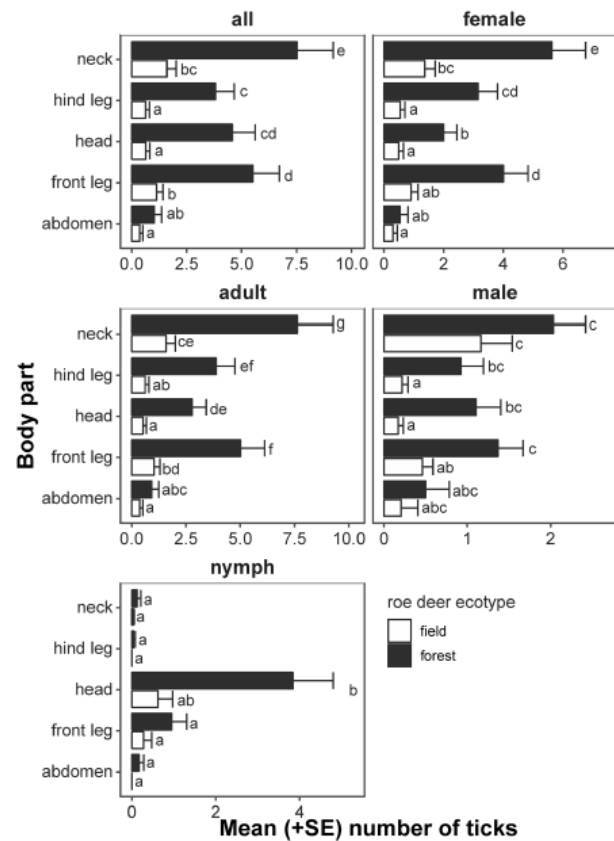 all
female
neck
e
e
bc
bc
hind leg
c
cd
a
a
head
cd
b
a
a
front leg
d
d
b
ab
abdomen
ab
ab
a
a
0.0 2.5 5.0 7.5 10.0
0 2 4 6
adult
male
neck
g
c
ce
c
hind leg
ef
bc
ab
a
head
de
bc
a
a
front leg
f
c
bd
ab
abdomen
abc
abc
a
abc
0.0 2.5 5.0 7.5 10.0
0 1 2
nymph
neck
a
a
hind leg
a
a
head
b
ab
front leg
a
a
abdomen
a
a
0 2 4
roe deer ecotype
field
forest
Body part
Mean (+SE) number of ticks